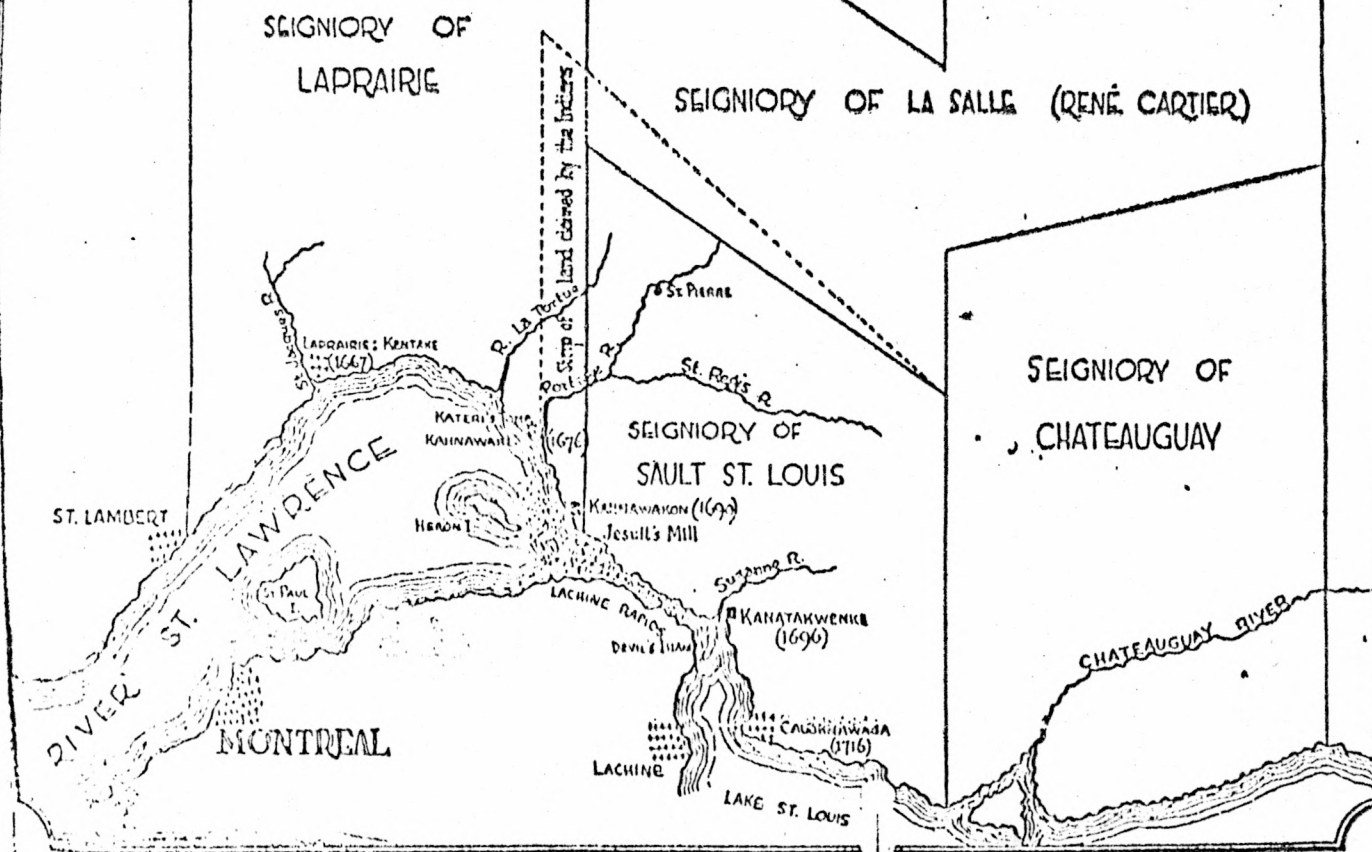 SEIGNIORY OF
LAPRAIRIE
SEIGNIORY OF LA SALLE (RENÉ CARTIER)
Strip of land claimed by the Indians
St. Jacques R.
LAPRAIRIE: KENTAKE
(1667)
R. La Tortue
St. PIERRE
Portage R.
St. Regis R.
SEIGNIORY OF
CHATEAUGUAY
KATERI'S
(1676)
SEIGNIORY OF
SAULT ST. LOUIS
ST. LAMBERT
HERON I.
KAHNAWAKON (1690)
Jesuit's Mill
RIVER ST. LAWRENCE
ST PAUL
I.
LACHINE RAPIDS
Suzanne R.
KANATAKWENKE
(1696)
CHATEAUGUAY RIVER
MONTREAL
(1716)
LACHINE
LAKE ST. LOUIS